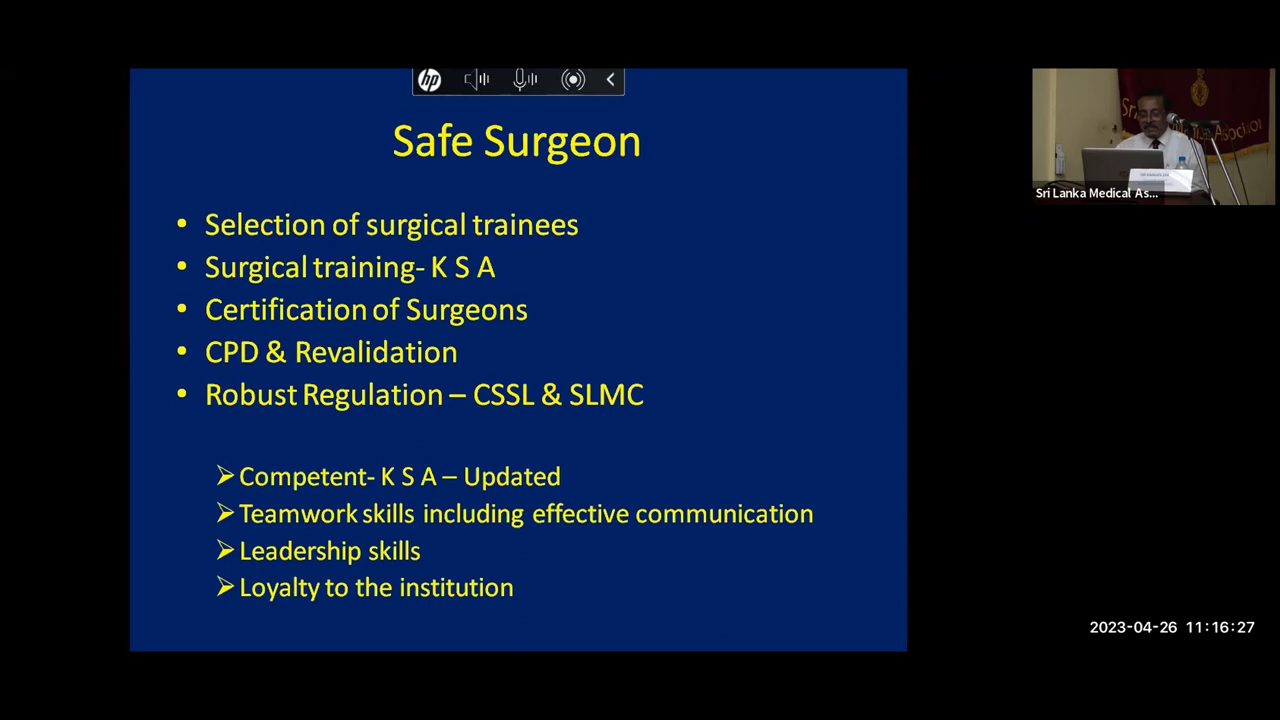 hp
Safe Surgeon
• Selection of surgical trainees
• Surgical training- K S A
• Certification of Surgeons
• CPD & Revalidation
• Robust Regulation – CSSL & SLMC
➢ Competent- K S A – Updated
➢ Teamwork skills including effective communication
➢ Leadership skills
➢ Loyalty to the institution
Sri Lanka Medical As...
2023-04-26 11:16:27